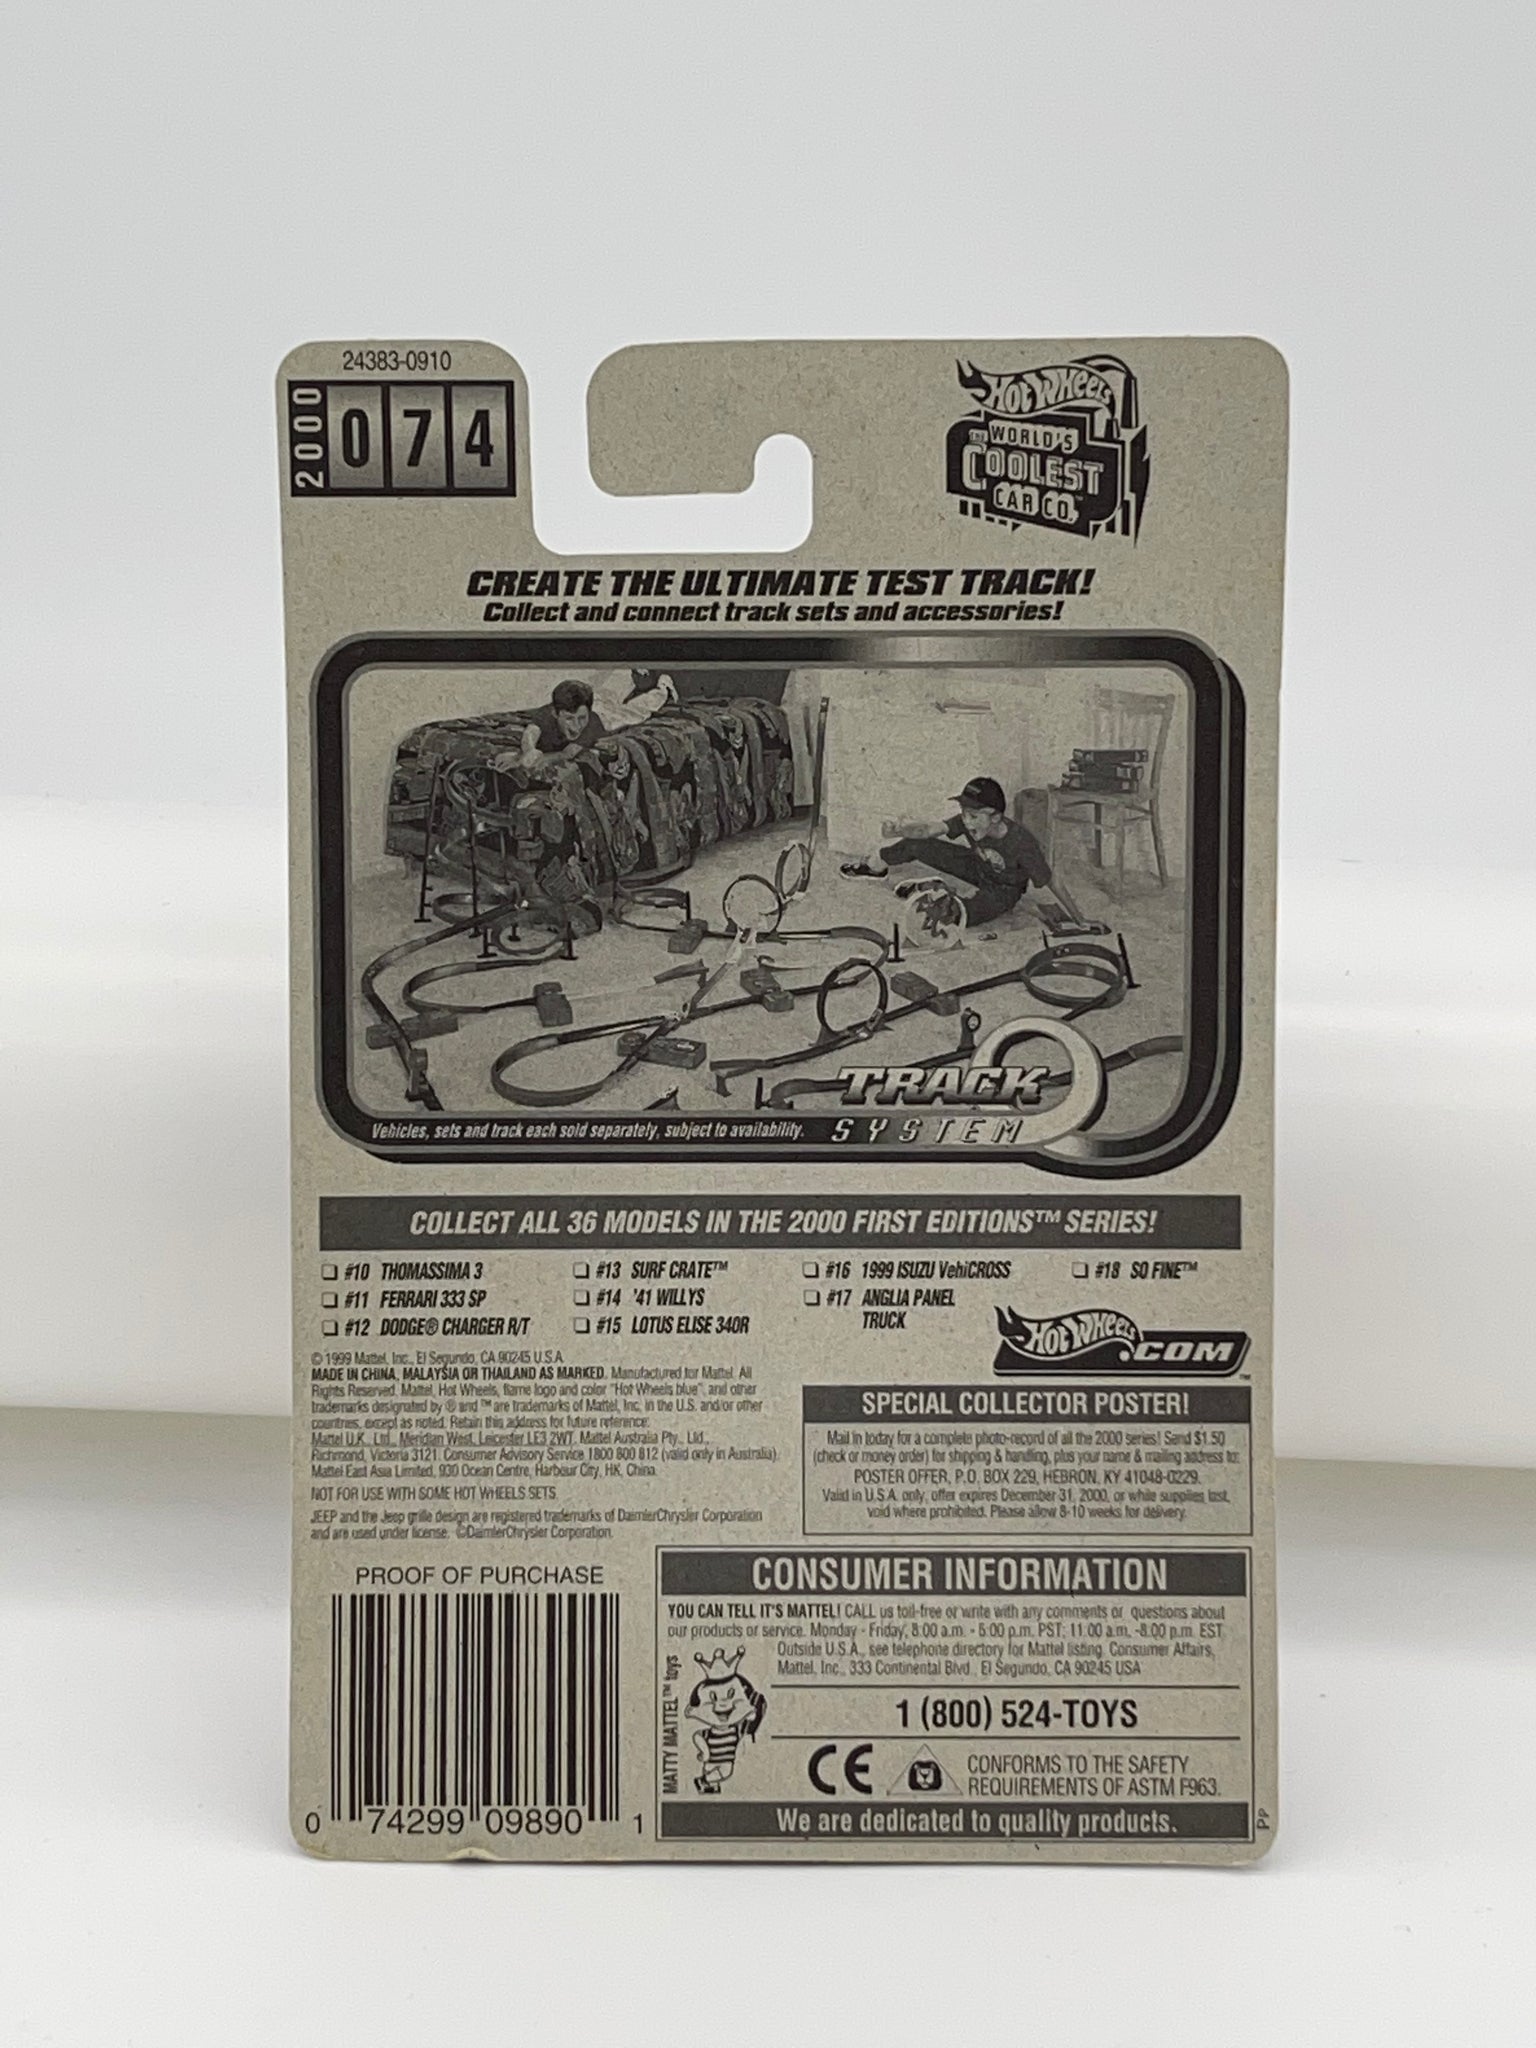 24383-0910
2000
074
HOT WHEELS
THE WORLD'S
COOLEST
CAR CO.™
CREATE THE ULTIMATE TEST TRACK!
Collect and connect track sets and accessories!
TRACK
SYSTEM
Vehicles, sets and track each sold separately, subject to availability.
COLLECT ALL 36 MODELS IN THE 2000 FIRST EDITIONS™ SERIES!
#10 THOMASSIMA 3
#11 FERRARI 333 SP
#12 DODGE® CHARGER R/T
#13 SURF CRATE™
#14 '41 WILLYS
#15 LOTUS ELISE 340R
#16 1999 ISUZU VehiCROSS
#17 ANGLIA PANEL
TRUCK
#18 SO FINE™
HOT WHEELS.COM™
© 1999 Mattel, Inc., El Segundo, CA 90245 U.S.A.
MADE IN CHINA, MALAYSIA OR THAILAND AS MARKED. Manufactured for Mattel. All
Rights Reserved. Mattel, Hot Wheels, flame logo and color "Hot Wheels blue", and other
trademarks designated by ® and ™ are trademarks of Mattel, Inc. in the U.S. and/or other
countries, except as noted. Retain this address for future reference:
Mattel U.K. Ltd., Meridian West, Leicester LE3 2WT. Mattel Australia Pty., Ltd.,
Richmond, Victoria 3121. Consumer Advisory Service 1 800 800 812 (valid only in Australia).
Mattel East Asia Limited, 930 Ocean Centre, Harbour City, HK, China.
NOT FOR USE WITH SOME HOT WHEELS SETS.
JEEP and the Jeep grille design are registered trademarks of DaimlerChrysler Corporation
and are used under license. ©DaimlerChrysler Corporation.
SPECIAL COLLECTOR POSTER!
Mail in today for a complete photo-record of all the 2000 series! Send $1.50
(check or money order) for shipping & handling, plus your name & mailing address to:
POSTER OFFER, P.O. BOX 229, HEBRON, KY 41048-0229.
Valid in U.S.A. only, offer expires December 31, 2000, or while supplies last,
void where prohibited. Please allow 8-10 weeks for delivery.
PROOF OF PURCHASE
0 74299 09890 1
CONSUMER INFORMATION
YOU CAN TELL IT'S MATTEL! CALL us toll-free or write with any comments or questions about
our products or service. Monday - Friday, 8:00 a.m. - 5:00 p.m. PST; 11:00 a.m. -8:00 p.m. EST.
Outside U.S.A., see telephone directory for Mattel listing. Consumer Affairs,
Mattel, Inc., 333 Continental Blvd., El Segundo, CA 90245 USA
MATTY MATTEL™ toys
1 (800) 524-TOYS
CE
CONFORMS TO THE SAFETY
REQUIREMENTS OF ASTM F963.
We are dedicated to quality products.
PP